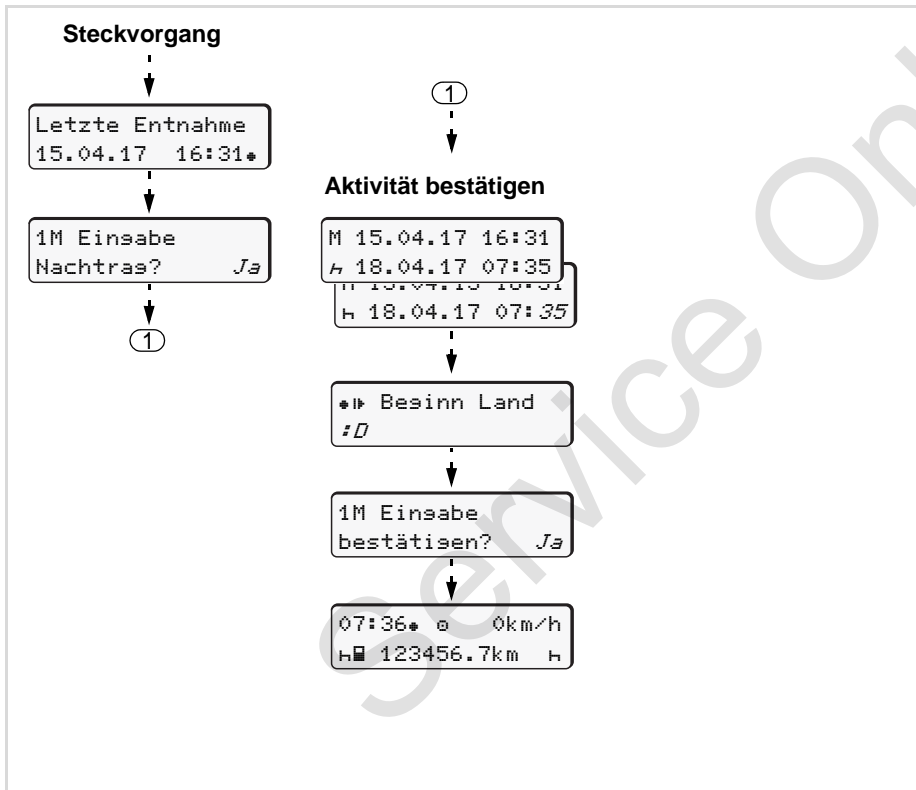 Steckvorgang
Letzte Entnahme
15.04.17 16:31
1M Eingabe
Nachtrag? Ja
1
1
Aktivität bestätigen
M 15.04.17 16:31
18.04.17 07:35
18.04.17 07:35
Beginn Land
:D
1M Eingabe
bestätigen? Ja
07:36 0km/h
123456.7km
Service On